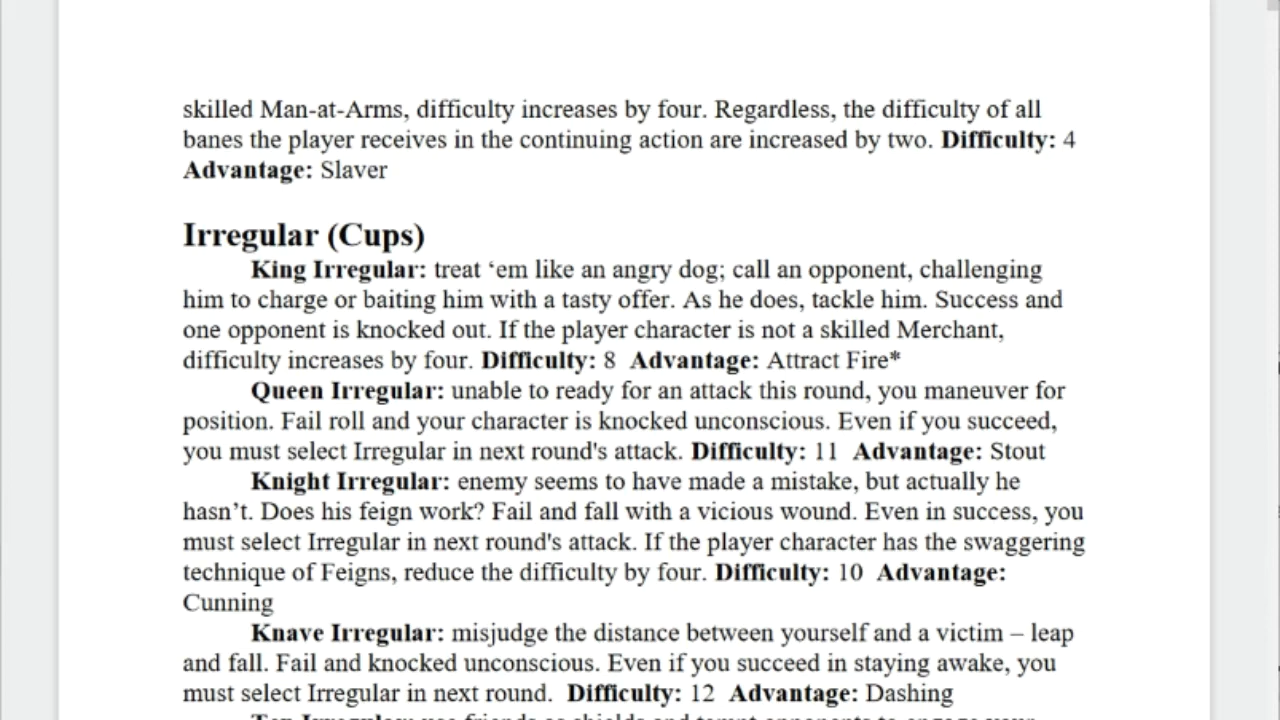 skilled Man-at-Arms, difficulty increases by four. Regardless, the difficulty of all
banes the player receives in the continuing action are increased by two. Difficulty: 4
Advantage: Slaver
Irregular (Cups)
King Irregular: treat ‘em like an angry dog; call an opponent, challenging
him to charge or baiting him with a tasty offer. As he does, tackle him. Success and
one opponent is knocked out. If the player character is not a skilled Merchant,
difficulty increases by four. Difficulty: 8  Advantage: Attract Fire*
Queen Irregular: unable to ready for an attack this round, you maneuver for
position. Fail roll and your character is knocked unconscious. Even if you succeed,
you must select Irregular in next round's attack. Difficulty: 11  Advantage: Stout
Knight Irregular: enemy seems to have made a mistake, but actually he
hasn’t. Does his feign work? Fail and fall with a vicious wound. Even in success, you
must select Irregular in next round's attack. If the player character has the swaggering
technique of Feigns, reduce the difficulty by four. Difficulty: 10  Advantage:
Cunning
Knave Irregular: misjudge the distance between yourself and a victim – leap
and fall. Fail and knocked unconscious. Even if you succeed in staying awake, you
must select Irregular in next round.  Difficulty: 12  Advantage: Dashing